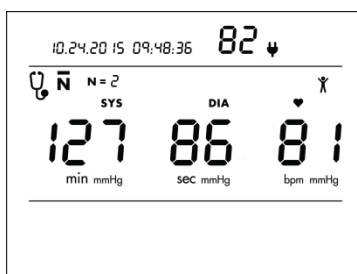 10.24.2015 09:48:36 82
N N = 2
SYS DIA
127 86 81
min mmHg sec mmHg bpm mmHg